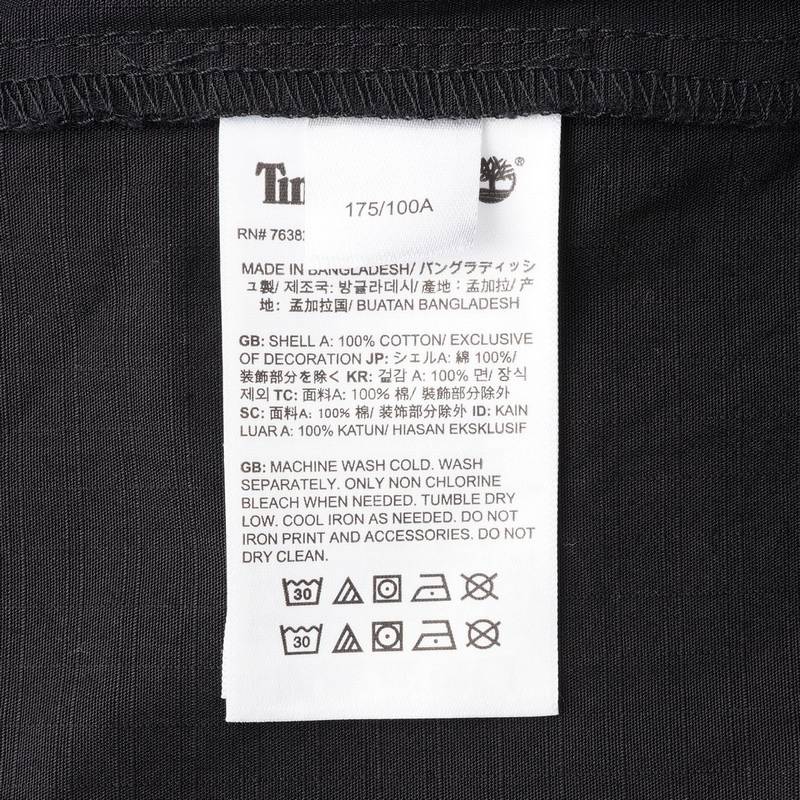 175/100A
RN# 7638
MADE IN BANGLADESH/ バングラディッシ
ュ製/ 제조국: 방글라데시/ 產地：孟加拉/ 产
地：孟加拉国/ BUATAN BANGLADESH
GB: SHELL A: 100% COTTON/ EXCLUSIVE
OF DECORATION JP: シェルA: 綿 100%/
装飾部分を除く KR: 겉감 A: 100% 면/ 장식
제외 TC: 面料A: 100% 棉/ 裝飾部分除外
SC: 面料A: 100% 棉/ 装饰部分除外 ID: KAIN
LUAR A: 100% KATUN/ HIASAN EKSKLUSIF
GB: MACHINE WASH COLD. WASH
SEPARATELY. ONLY NON CHLORINE
BLEACH WHEN NEEDED. TUMBLE DRY
LOW. COOL IRON AS NEEDED. DO NOT
IRON PRINT AND ACCESSORIES. DO NOT
DRY CLEAN.
30
30